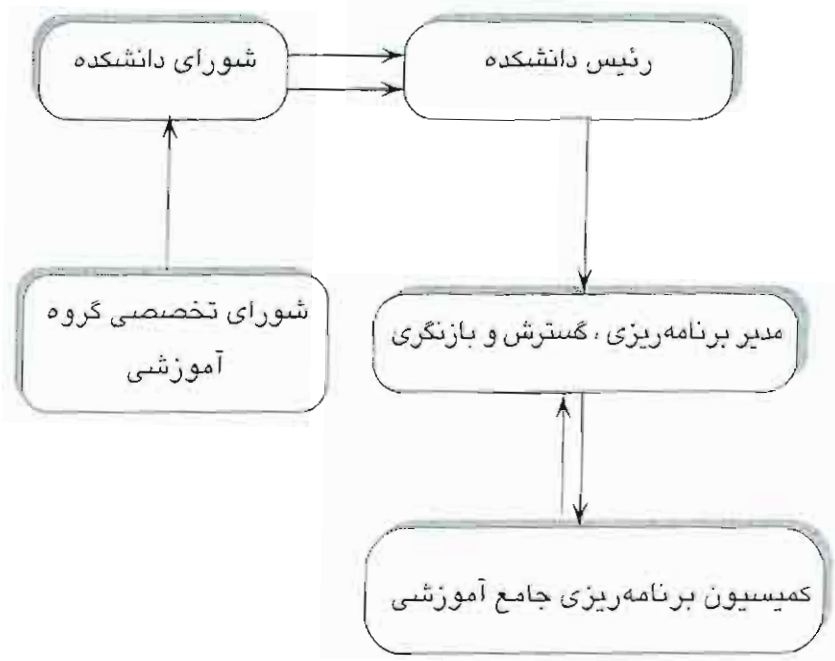 رئیس دانشکده
شورای دانشکده
شورای تخصصی گروه
آموزشی
مدیر برنامه‌ریزی ، گسترش و بازنگری
کمیسیون برنامه‌ریزی جامع آموزشی